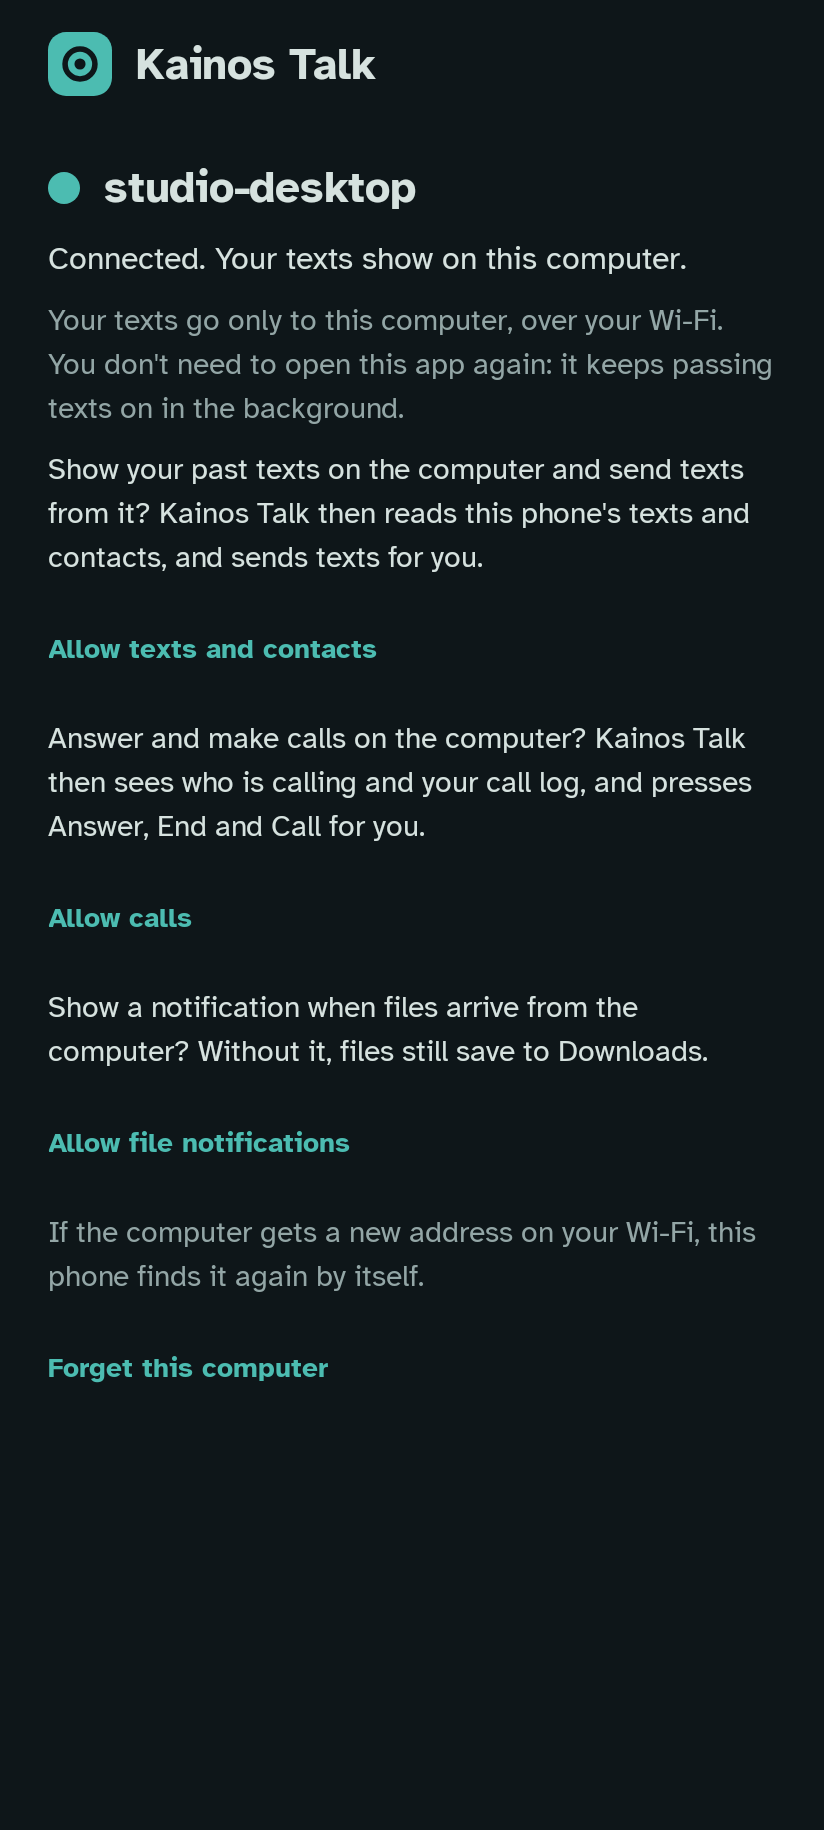 Kainos Talk
studio-desktop
Connected. Your texts show on this computer.
Your texts go only to this computer, over your Wi-Fi.
You don't need to open this app again: it keeps passing
texts on in the background.
Show your past texts on the computer and send texts
from it? Kainos Talk then reads this phone's texts and
contacts, and sends texts for you.
Allow texts and contacts
Answer and make calls on the computer? Kainos Talk
then sees who is calling and your call log, and presses
Answer, End and Call for you.
Allow calls
Show a notification when files arrive from the
computer? Without it, files still save to Downloads.
Allow file notifications
If the computer gets a new address on your Wi-Fi, this
phone finds it again by itself.
Forget this computer